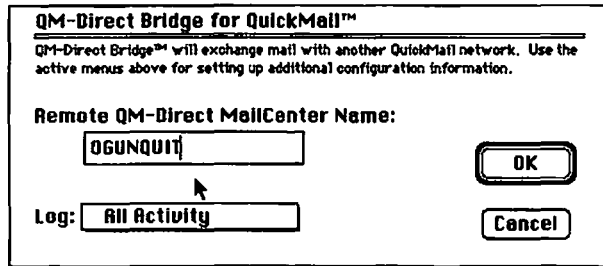 QM-Direct Bridge for QuickMail™
QM-Direct Bridge™ will exchange mail with another QuickMail network. Use the
active menus above for setting up additional configuration information.
Remote QM-Direct MailCenter Name:
OGUNQUIT
OK
Log: All Activity
Cancel